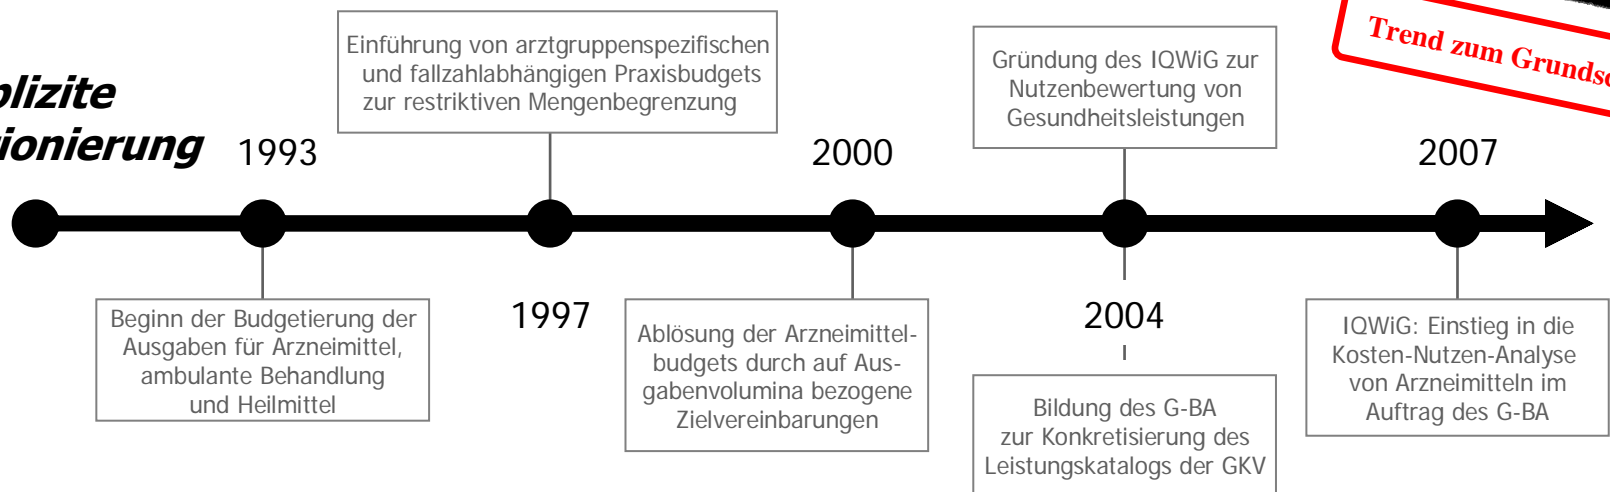 Einführung von arztgruppenspezifischen
und fallzahlabhängigen Praxisbudgets
zur restriktiven Mengenbegrenzung
Gründung des IQWiG zur
Nutzenbewertung von
Gesundheitsleistungen
Trend zum
1993
2000
2007
Beginn der Budgetierung der
Ausgaben für Arzneimittel,
ambulante Behandlung
und Heilmittel
1997
Ablösung der Arzneimittel-
budgets durch auf Aus-
gabenvolumina bezogene
Zielvereinbarungen
2004
Bildung des G-BA
zur Konkretisierung des
Leistungskatalogs der GKV
IQWiG: Einstieg in die
Kosten-Nutzen-Analyse
von Arzneimitteln im
Auftrag des G-BA